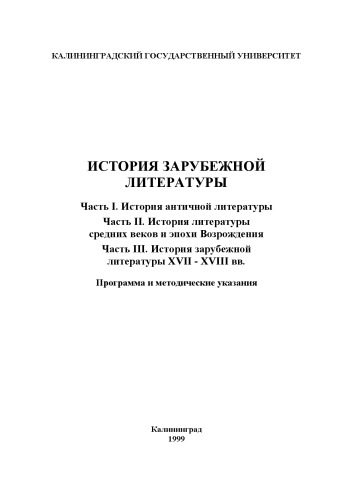 КАЛИНИНГРАДСКИЙ ГОСУДАРСТВЕННЫЙ УНИВЕРСИТЕТ
ИСТОРИЯ ЗАРУБЕЖНОЙ
ЛИТЕРАТУРЫ
Часть I. История античной литературы
Часть II. История литературы
средних веков и эпохи Возрождения
Часть III. История зарубежной
литературы XVII - XVIII вв.
Программа и методические указания
Калининград
1999